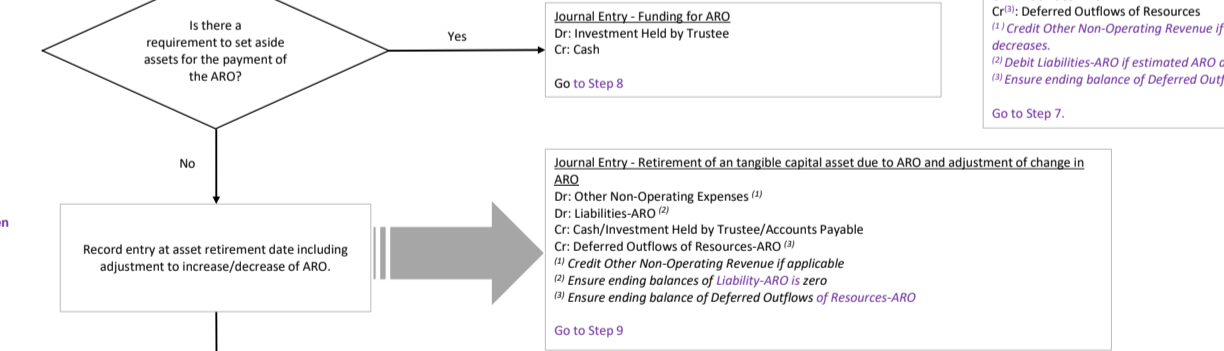 Is there a
requirement to set aside
assets for the payment of
the ARO?
Yes
Journal Entry - Funding for ARO
Dr: Investment Held by Trustee
Cr: Cash
Go to Step 8
Cr(3): Deferred Outflows of Resources
(1) Credit Other Non-Operating Revenue if
decreases.
(2) Debit Liabilities-ARO if estimated ARO
(3) Ensure ending balance of Deferred
Go to Step 7.
No
Record entry at asset retirement date including
adjustment to increase/decrease of ARO.
Journal Entry - Retirement of an tangible capital asset due to ARO and adjustment of change in
ARO
Dr: Other Non-Operating Expenses (1)
Dr: Liabilities-ARO (2)
Cr: Cash/Investment Held by Trustee/Accounts Payable
Cr: Deferred Outflows of Resources-ARO (3)
(1) Credit Other Non-Operating Revenue if applicable
(2) Ensure ending balances of Liability-ARO is zero
(3) Ensure ending balance of Deferred Outflows of Resources-ARO
Go to Step 9